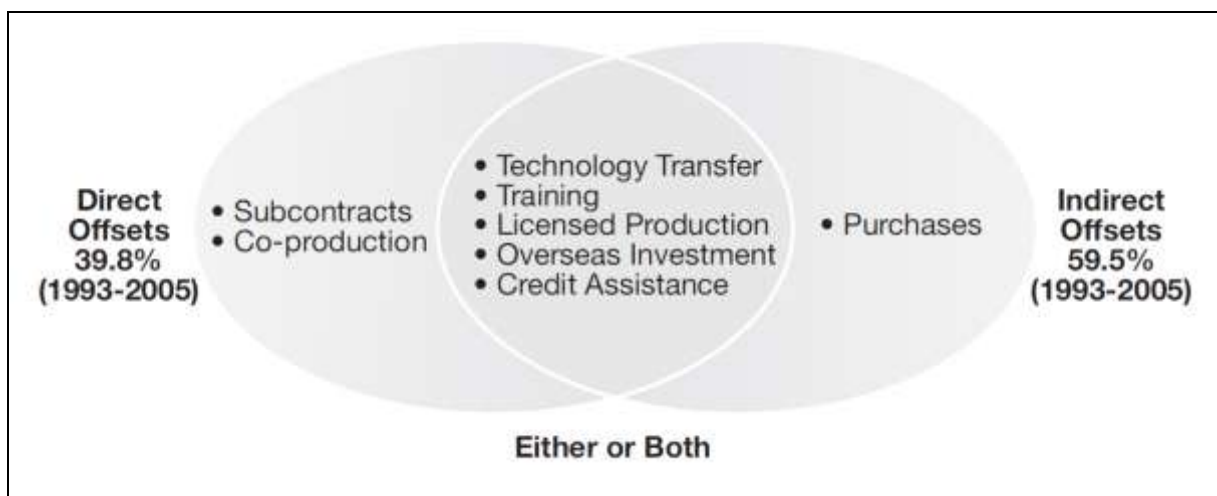 Direct
Offsets
39.8%
(1993-2005)
• Subcontracts
• Co-production
• Technology Transfer
• Training
• Licensed Production
• Overseas Investment
• Credit Assistance
• Purchases
Indirect
Offsets
59.5%
(1993-2005)
Either or Both